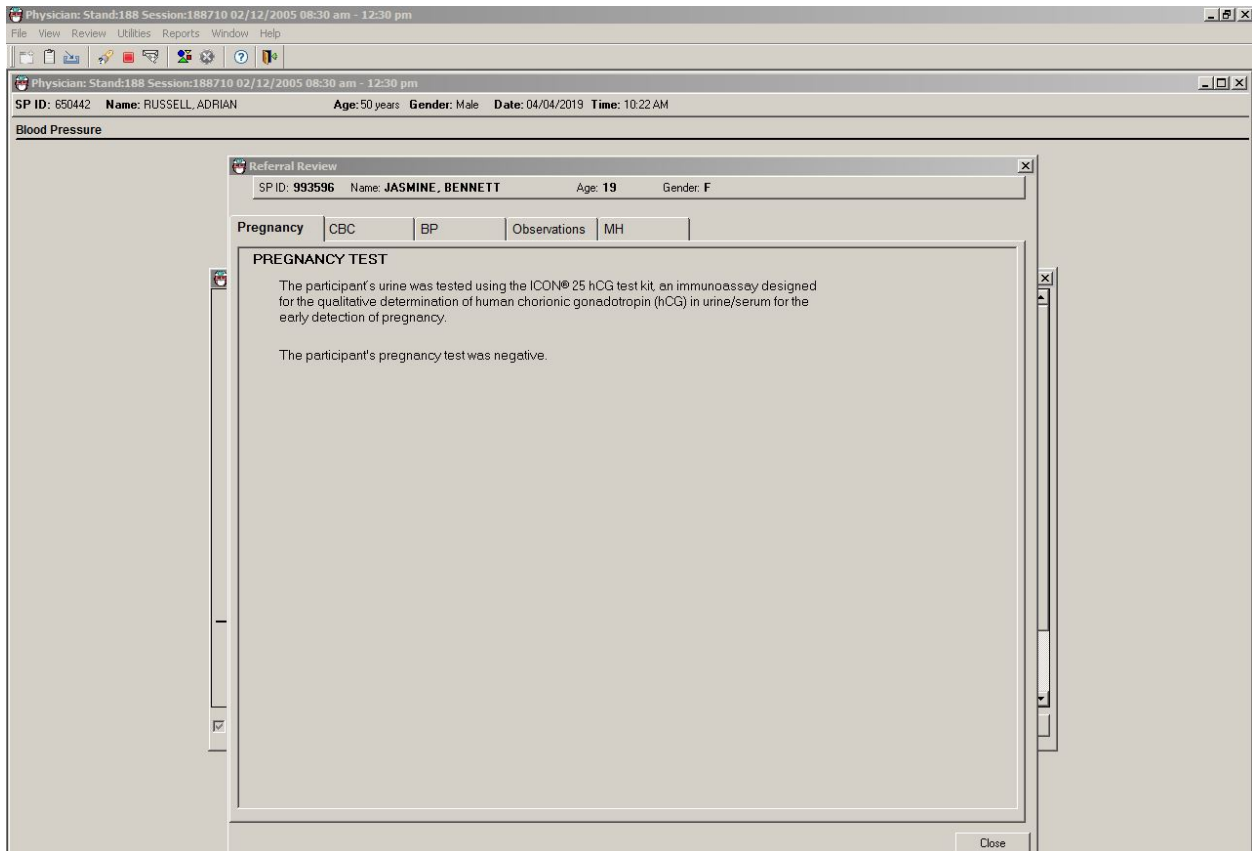 Physician: Stand:188 Session:188710 02/12/2005 08:30 am - 12:30 pm
File View Review Utilities Reports Window Help
Physician: Stand:188 Session:188710 02/12/2005 08:30 am - 12:30 pm
SP ID: 650442 Name: RUSSELL, ADRIAN Age: 50 years Gender: Male Date: 04/04/2019 Time: 10:22 AM
Blood Pressure
Referral Review
SP ID: 993596 Name: JASMINE, BENNETT Age: 19 Gender: F
Pregnancy CBC BP Observations MH
PREGNANCY TEST
The participant's urine was tested using the ICON® 25 hCG test kit, an immunoassay designed
for the qualitative determination of human chorionic gonadotropin (hCG) in urine/serum for the
early detection of pregnancy.
The participant's pregnancy test was negative.
Close